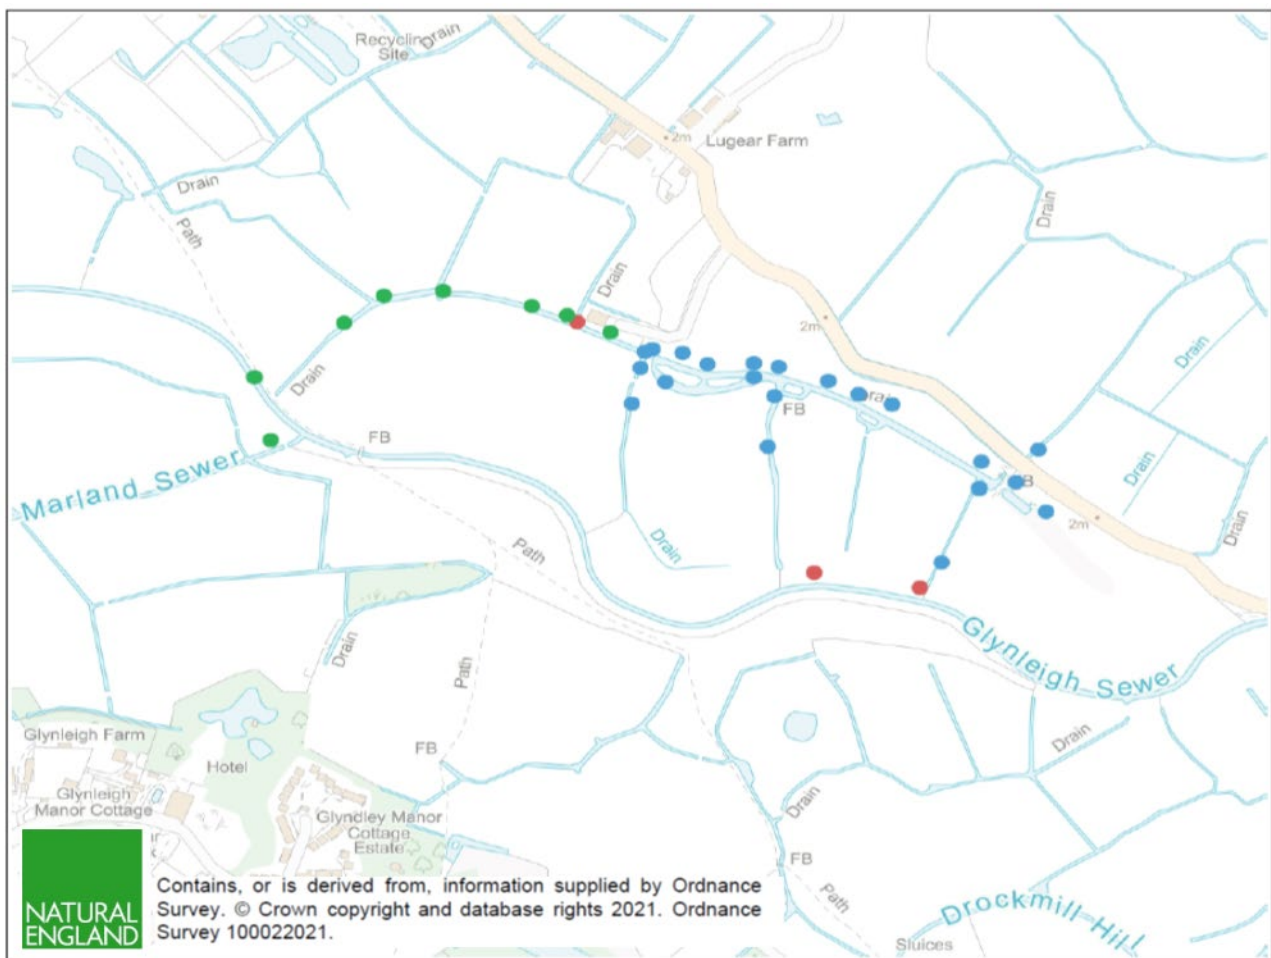 Recycling
Site
Drain
2m
Lugear Farm
Drain
Drain
Path
Drain
2m
Drain
Drain
FB
FB
Marland Sewer
Drain
2m
Drain
Drain
Path
Glynleigh Sewer
Drain
Path
Glynleigh Farm
Hotel
FB
Drain
Glynleigh
Manor Cottage
Glyndley Manor
Cottage
Estate
Drain
FB
Path
Drockmill Hill
Sluices
NATURAL
ENGLAND
Contains, or is derived from, information supplied by Ordnance
Survey. © Crown copyright and database rights 2021. Ordnance
Survey 100022021.